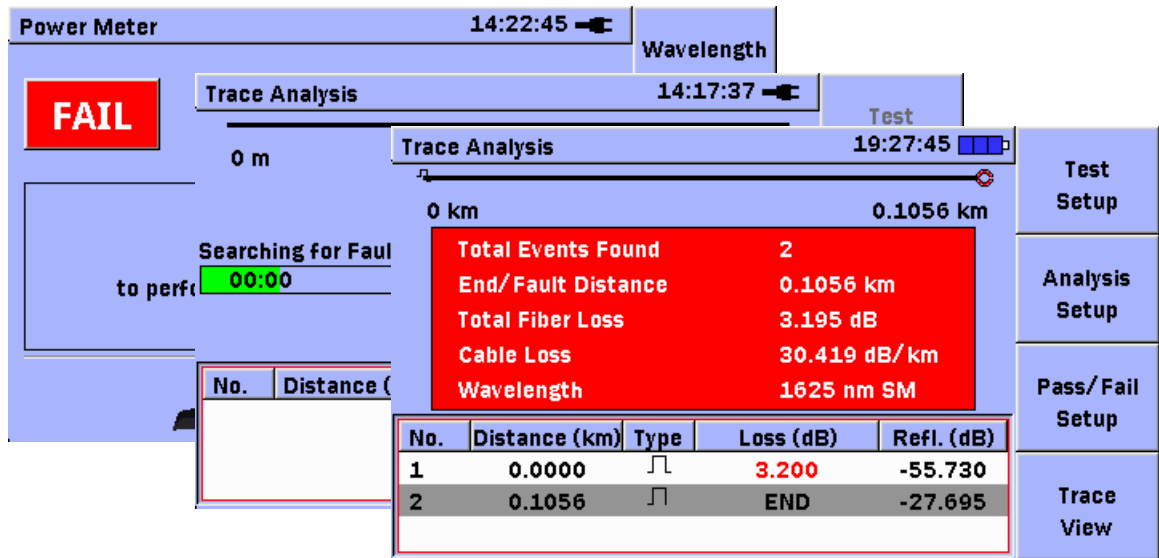 Power Meter 14:22:45
Wavelength
FAIL
to perfo
Trace Analysis 14:17:37
Test
0 m
Searching for Faul
00:00
No. Distance (
Trace Analysis 19:27:45
0 km 0.1056 km
Total Events Found 2
End/Fault Distance 0.1056 km
Total Fiber Loss 3.195 dB
Cable Loss 30.419 dB/km
Wavelength 1625 nm SM
No. Distance (km) Type Loss (dB) Refl. (dB)
1 0.0000 3.200 -55.730
2 0.1056 END -27.695
Test
Setup
Analysis
Setup
Pass/Fail
Setup
Trace
View